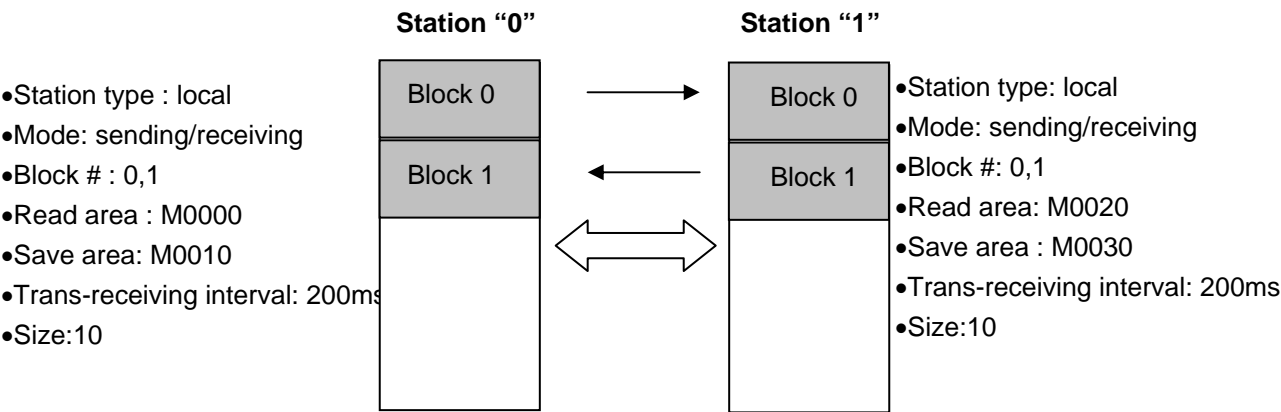 Station “0”
Station “1”
•Station type : local
•Mode: sending/receiving
•Block # : 0,1
•Read area : M0000
•Save area: M0010
•Trans-receiving interval: 200ms
•Size:10
Block 0
Block 1
Block 0
Block 1
•Station type: local
•Mode: sending/receiving
•Block #: 0,1
•Read area: M0020
•Save area : M0030
•Trans-receiving interval: 200ms
•Size:10